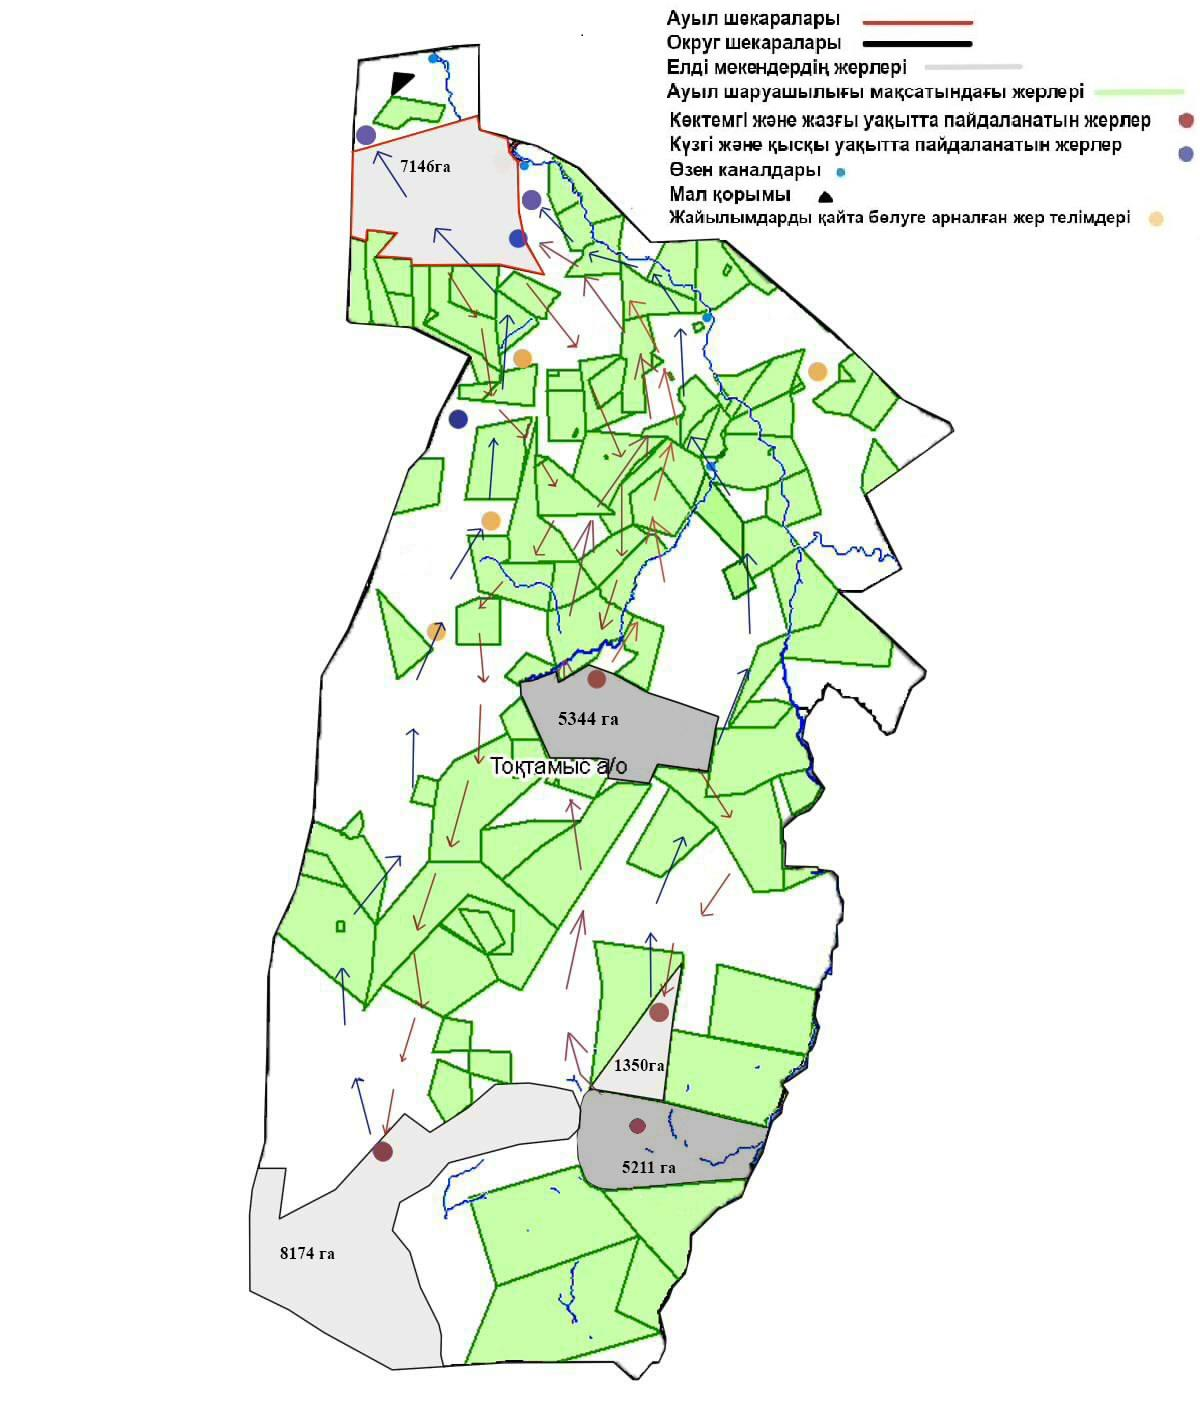 Ауыл шекаралары
Округ шекаралары
Елді мекендердің жерлері
Ауыл шаруашылығы мақсатындағы жерлері
Көктемгі және жазғы уақытта пайдаланатын жерлер
Күзгі және қысқы уақытта пайдаланатын жерлер
Өзен каналдары
Мал қорымы
Жайылымдарды қайта бөлуге арналған жер телімдері
7146га
5344 га
Тоқтамыс а/о
1350га
5211 га
8174 га